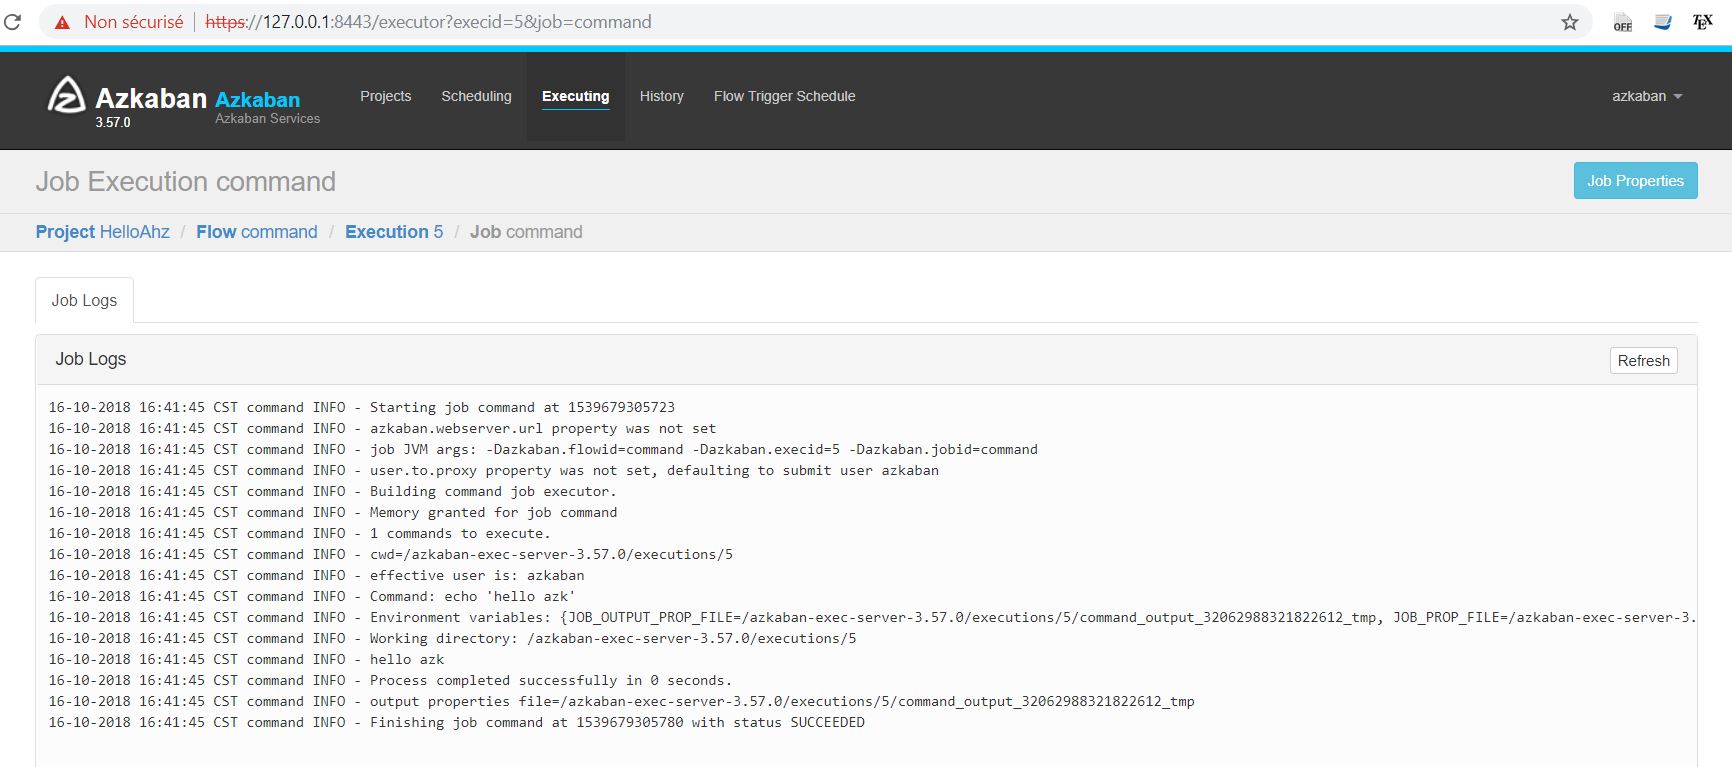 Non sécurisé https://127.0.0.1:8443/executor?execid=5&job=command OFF TEX
Azkaban Azkaban Projects Scheduling Executing History Flow Trigger Schedule azkaban
3.57.0 Azkaban Services
Job Execution command Job Properties
Project HelloAhz / Flow command / Execution 5 / Job command
Job Logs
Job Logs Refresh
16-10-2018 16:41:45 CST command INFO - Starting job command at 1539679305723
16-10-2018 16:41:45 CST command INFO - azkaban.webserver.url property was not set
16-10-2018 16:41:45 CST command INFO - job JVM args: -Dazkaban.flowid=command -Dazkaban.execid=5 -Dazkaban.jobid=command
16-10-2018 16:41:45 CST command INFO - user.to.proxy property was not set, defaulting to submit user azkaban
16-10-2018 16:41:45 CST command INFO - Building command job executor.
16-10-2018 16:41:45 CST command INFO - Memory granted for job command
16-10-2018 16:41:45 CST command INFO - 1 commands to execute.
16-10-2018 16:41:45 CST command INFO - cwd=/azkaban-exec-server-3.57.0/executions/5
16-10-2018 16:41:45 CST command INFO - effective user is: azkaban
16-10-2018 16:41:45 CST command INFO - Command: echo 'hello azk'
16-10-2018 16:41:45 CST command INFO - Environment variables: {JOB_OUTPUT_PROP_FILE=/azkaban-exec-server-3.57.0/executions/5/command_output_32062988321822612_tmp, JOB_PROP_FILE=/azkaban-exec-server-3.
16-10-2018 16:41:45 CST command INFO - Working directory: /azkaban-exec-server-3.57.0/executions/5
16-10-2018 16:41:45 CST command INFO - hello azk
16-10-2018 16:41:45 CST command INFO - Process completed successfully in 0 seconds.
16-10-2018 16:41:45 CST command INFO - output properties file=/azkaban-exec-server-3.57.0/executions/5/command_output_32062988321822612_tmp
16-10-2018 16:41:45 CST command INFO - Finishing job command at 1539679305780 with status SUCCEEDED